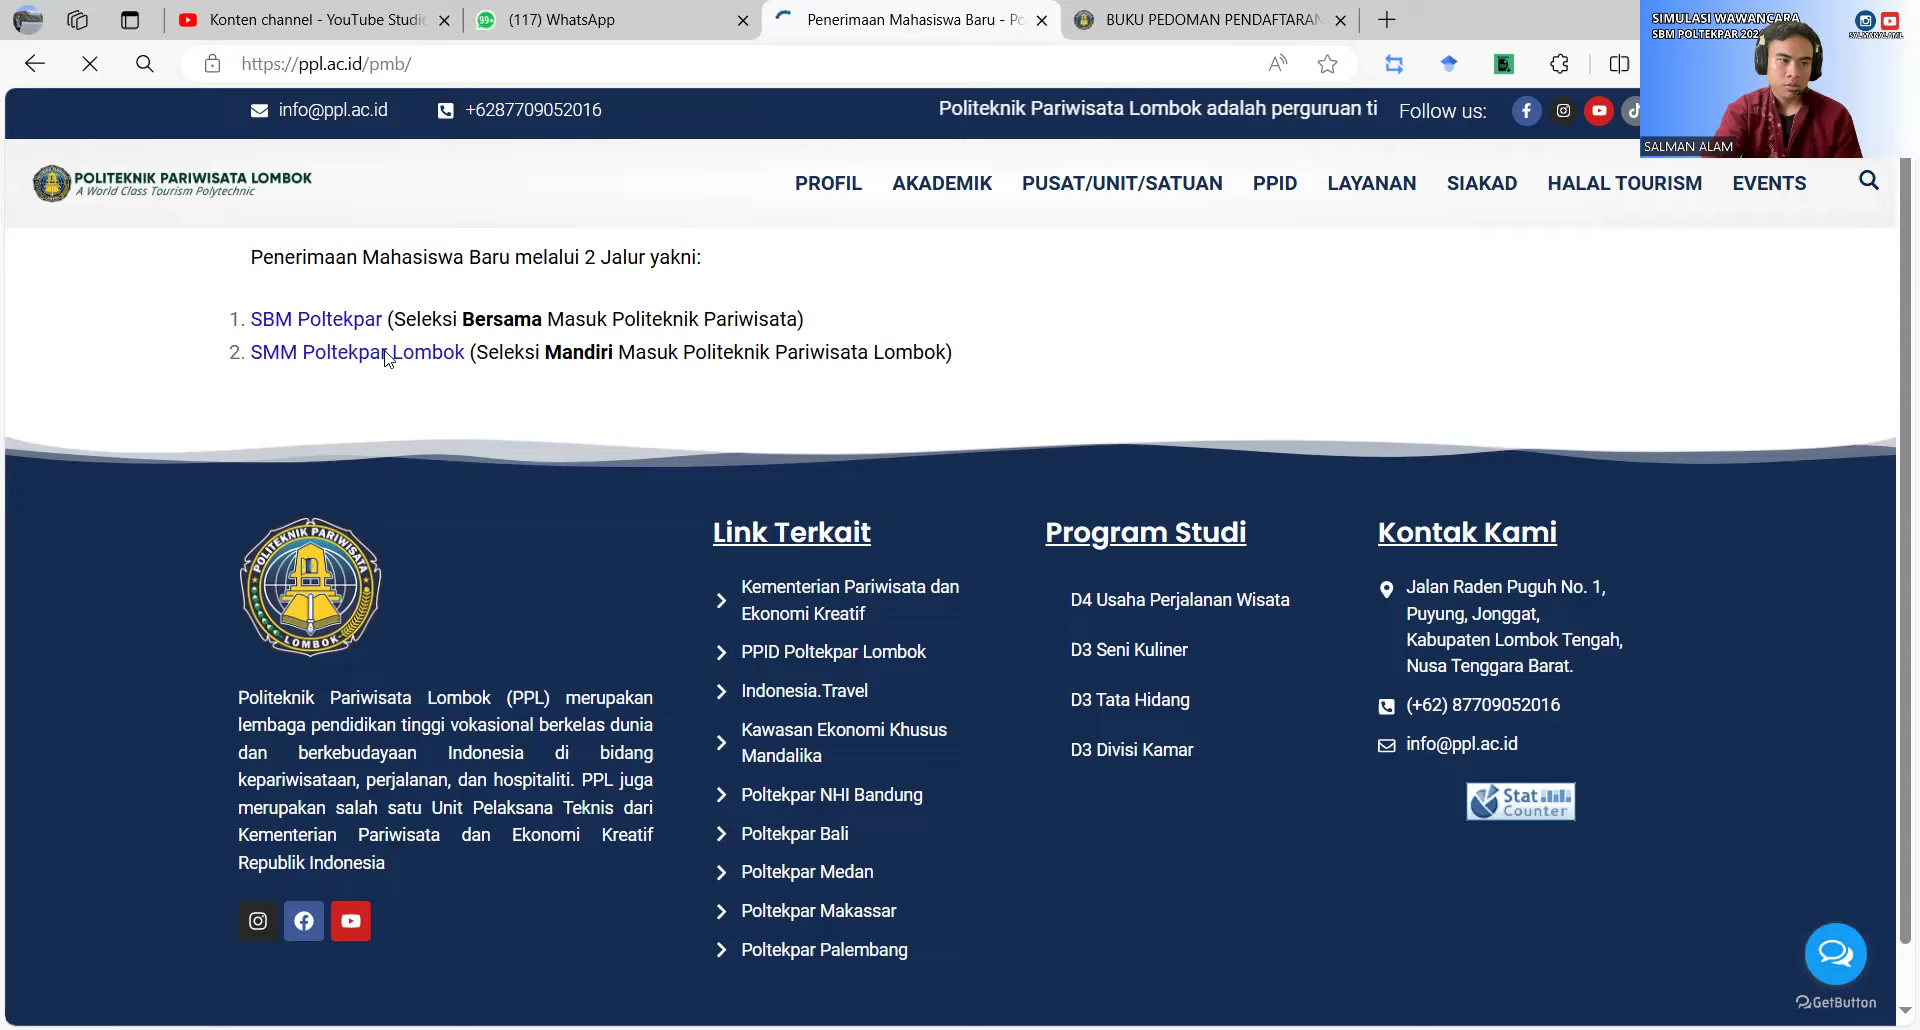 Konten channel - YouTube Studi
(117) WhatsApp
Penerimaan Mahasiswa Baru - Po
BUKU PEDOMAN PENDAFTARAN
https://ppl.ac.id/pmb/
SIMULASI WAWANCARA
SALMAN ALAM
info@ppl.ac.id
+6287709052016
Politeknik Pariwisata Lombok adalah perguruan ti
Follow us:
POLITEKNIK PARIWISATA LOMBOK
A World Class Tourism Polytechnic
PROFIL
AKADEMIK
PUSAT/UNIT/SATUAN
PPID
LAYANAN
SIAKAD
HALAL TOURISM
EVENTS
Penerimaan Mahasiswa Baru melalui 2 Jalur yakni:
1. SBM Poltekpar (Seleksi Bersama Masuk Politeknik Pariwisata)
2. SMM Poltekpar Lombok (Seleksi Mandiri Masuk Politeknik Pariwisata Lombok)
POLITEKNIK PARIWISATA
LOMBOK
Politeknik Pariwisata Lombok (PPL) merupakan
lembaga pendidikan tinggi vokasional berkelas dunia
dan berkebudayaan Indonesia di bidang
kepariwisataan, perjalanan, dan hospitaliti. PPL juga
merupakan salah satu Unit Pelaksana Teknis dari
Kementerian Pariwisata dan Ekonomi Kreatif
Republik Indonesia
Link Terkait
Kementerian Pariwisata dan
Ekonomi Kreatif
PPID Poltekpar Lombok
Indonesia.Travel
Kawasan Ekonomi Khusus
Mandalika
Poltekpar NHI Bandung
Poltekpar Bali
Poltekpar Medan
Poltekpar Makassar
Poltekpar Palembang
Program Studi
D4 Usaha Perjalanan Wisata
D3 Seni Kuliner
D3 Tata Hidang
D3 Divisi Kamar
Kontak Kami
Jalan Raden Puguh No. 1,
Puyung, Jonggat,
Kabupaten Lombok Tengah,
Nusa Tenggara Barat.
(+62) 87709052016
info@ppl.ac.id
Stat
Counter
GetButton